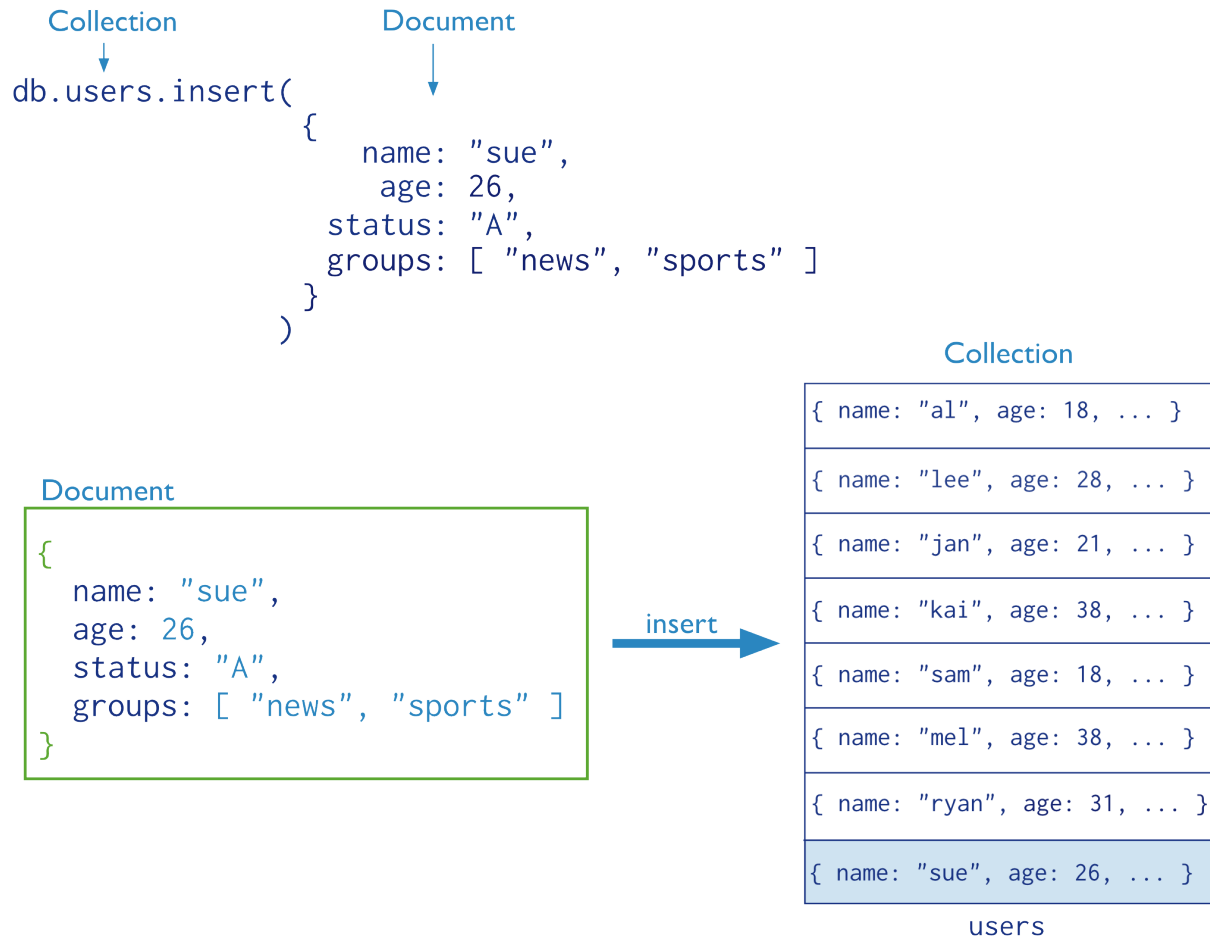 Collection Document
db.users.insert(
{
name: "sue",
age: 26,
status: "A",
groups: [ "news", "sports" ]
}
)
Document
{
name: "sue",
age: 26,
status: "A",
groups: [ "news", "sports" ]
}
insert
Collection
{ name: "al", age: 18, ... }
{ name: "lee", age: 28, ... }
{ name: "jan", age: 21, ... }
{ name: "kai", age: 38, ... }
{ name: "sam", age: 18, ... }
{ name: "mel", age: 38, ... }
{ name: "ryan", age: 31, ... }
{ name: "sue", age: 26, ... }
users